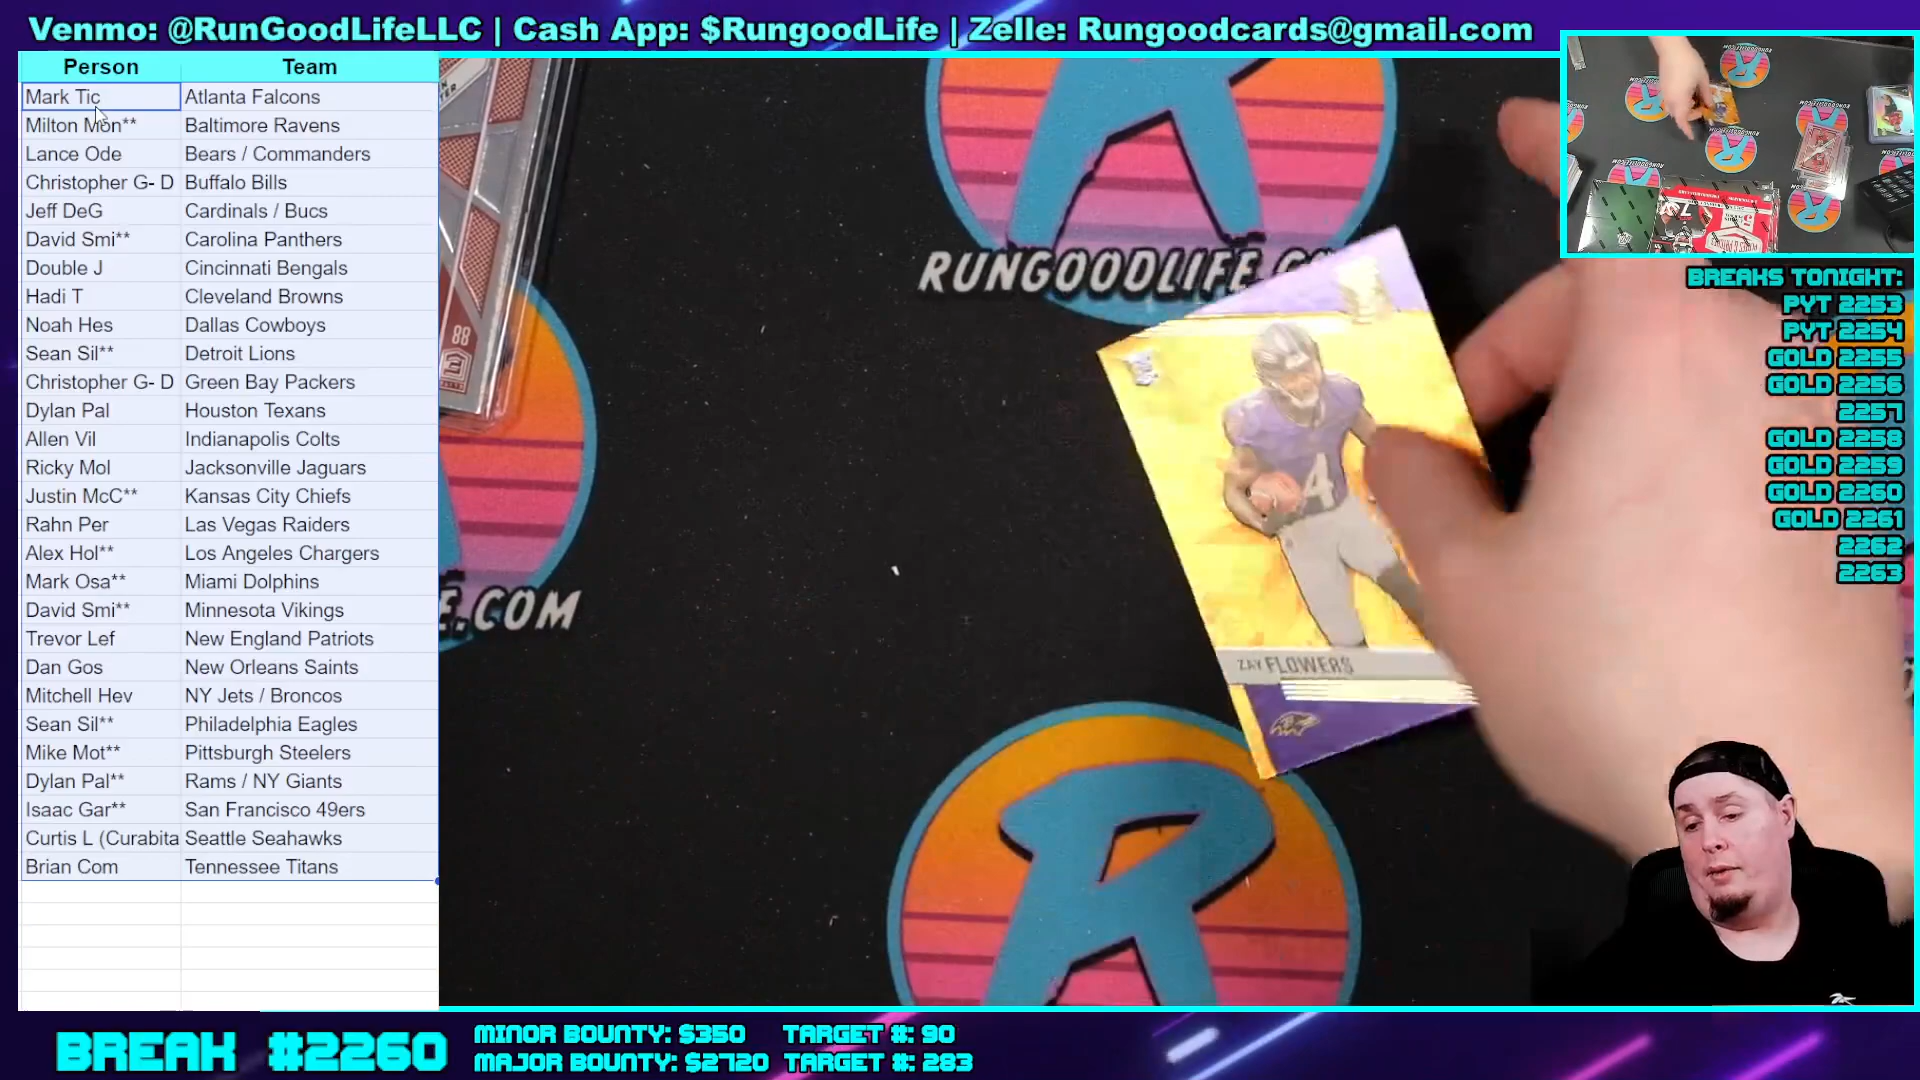 Venmo: @RunGoodLifeLLC | Cash App: $RungoodLife | Zelle: Rungoodcards@gmail.com
Person Team
Mark Tic Atlanta Falcons
Milton Mon** Baltimore Ravens
Lance Ode Bears / Commanders
Christopher G- D Buffalo Bills
Jeff DeG Cardinals / Bucs
David Smi** Carolina Panthers
Double J Cincinnati Bengals
Hadi T Cleveland Browns
Noah Hes Dallas Cowboys
Sean Sil** Detroit Lions
Christopher G- D Green Bay Packers
Dylan Pal Houston Texans
Allen Vil Indianapolis Colts
Ricky Mol Jacksonville Jaguars
Justin McC** Kansas City Chiefs
Rahn Per Las Vegas Raiders
Alex Hol** Los Angeles Chargers
Mark Osa** Miami Dolphins
David Smi** Minnesota Vikings
Trevor Lef New England Patriots
Dan Gos New Orleans Saints
Mitchell Hev NY Jets / Broncos
Sean Sil** Philadelphia Eagles
Mike Mot** Pittsburgh Steelers
Dylan Pal** Rams / NY Giants
Isaac Gar** San Francisco 49ers
Curtis L (Curabita Seattle Seahawks
Brian Com Tennessee Titans
88
RUNGOODLIFE.C
E.COM
4
ZAY FLOWERS
BREAKS TONIGHT:
PYT 2253
PYT 2254
GOLD 2255
GOLD 2256
2257
GOLD 2258
GOLD 2259
GOLD 2260
GOLD 2261
2262
2263
BREAK #2260
MINOR BOUNTY: $350 TARGET #: 90
MAJOR BOUNTY: $2720 TARGET #: 283